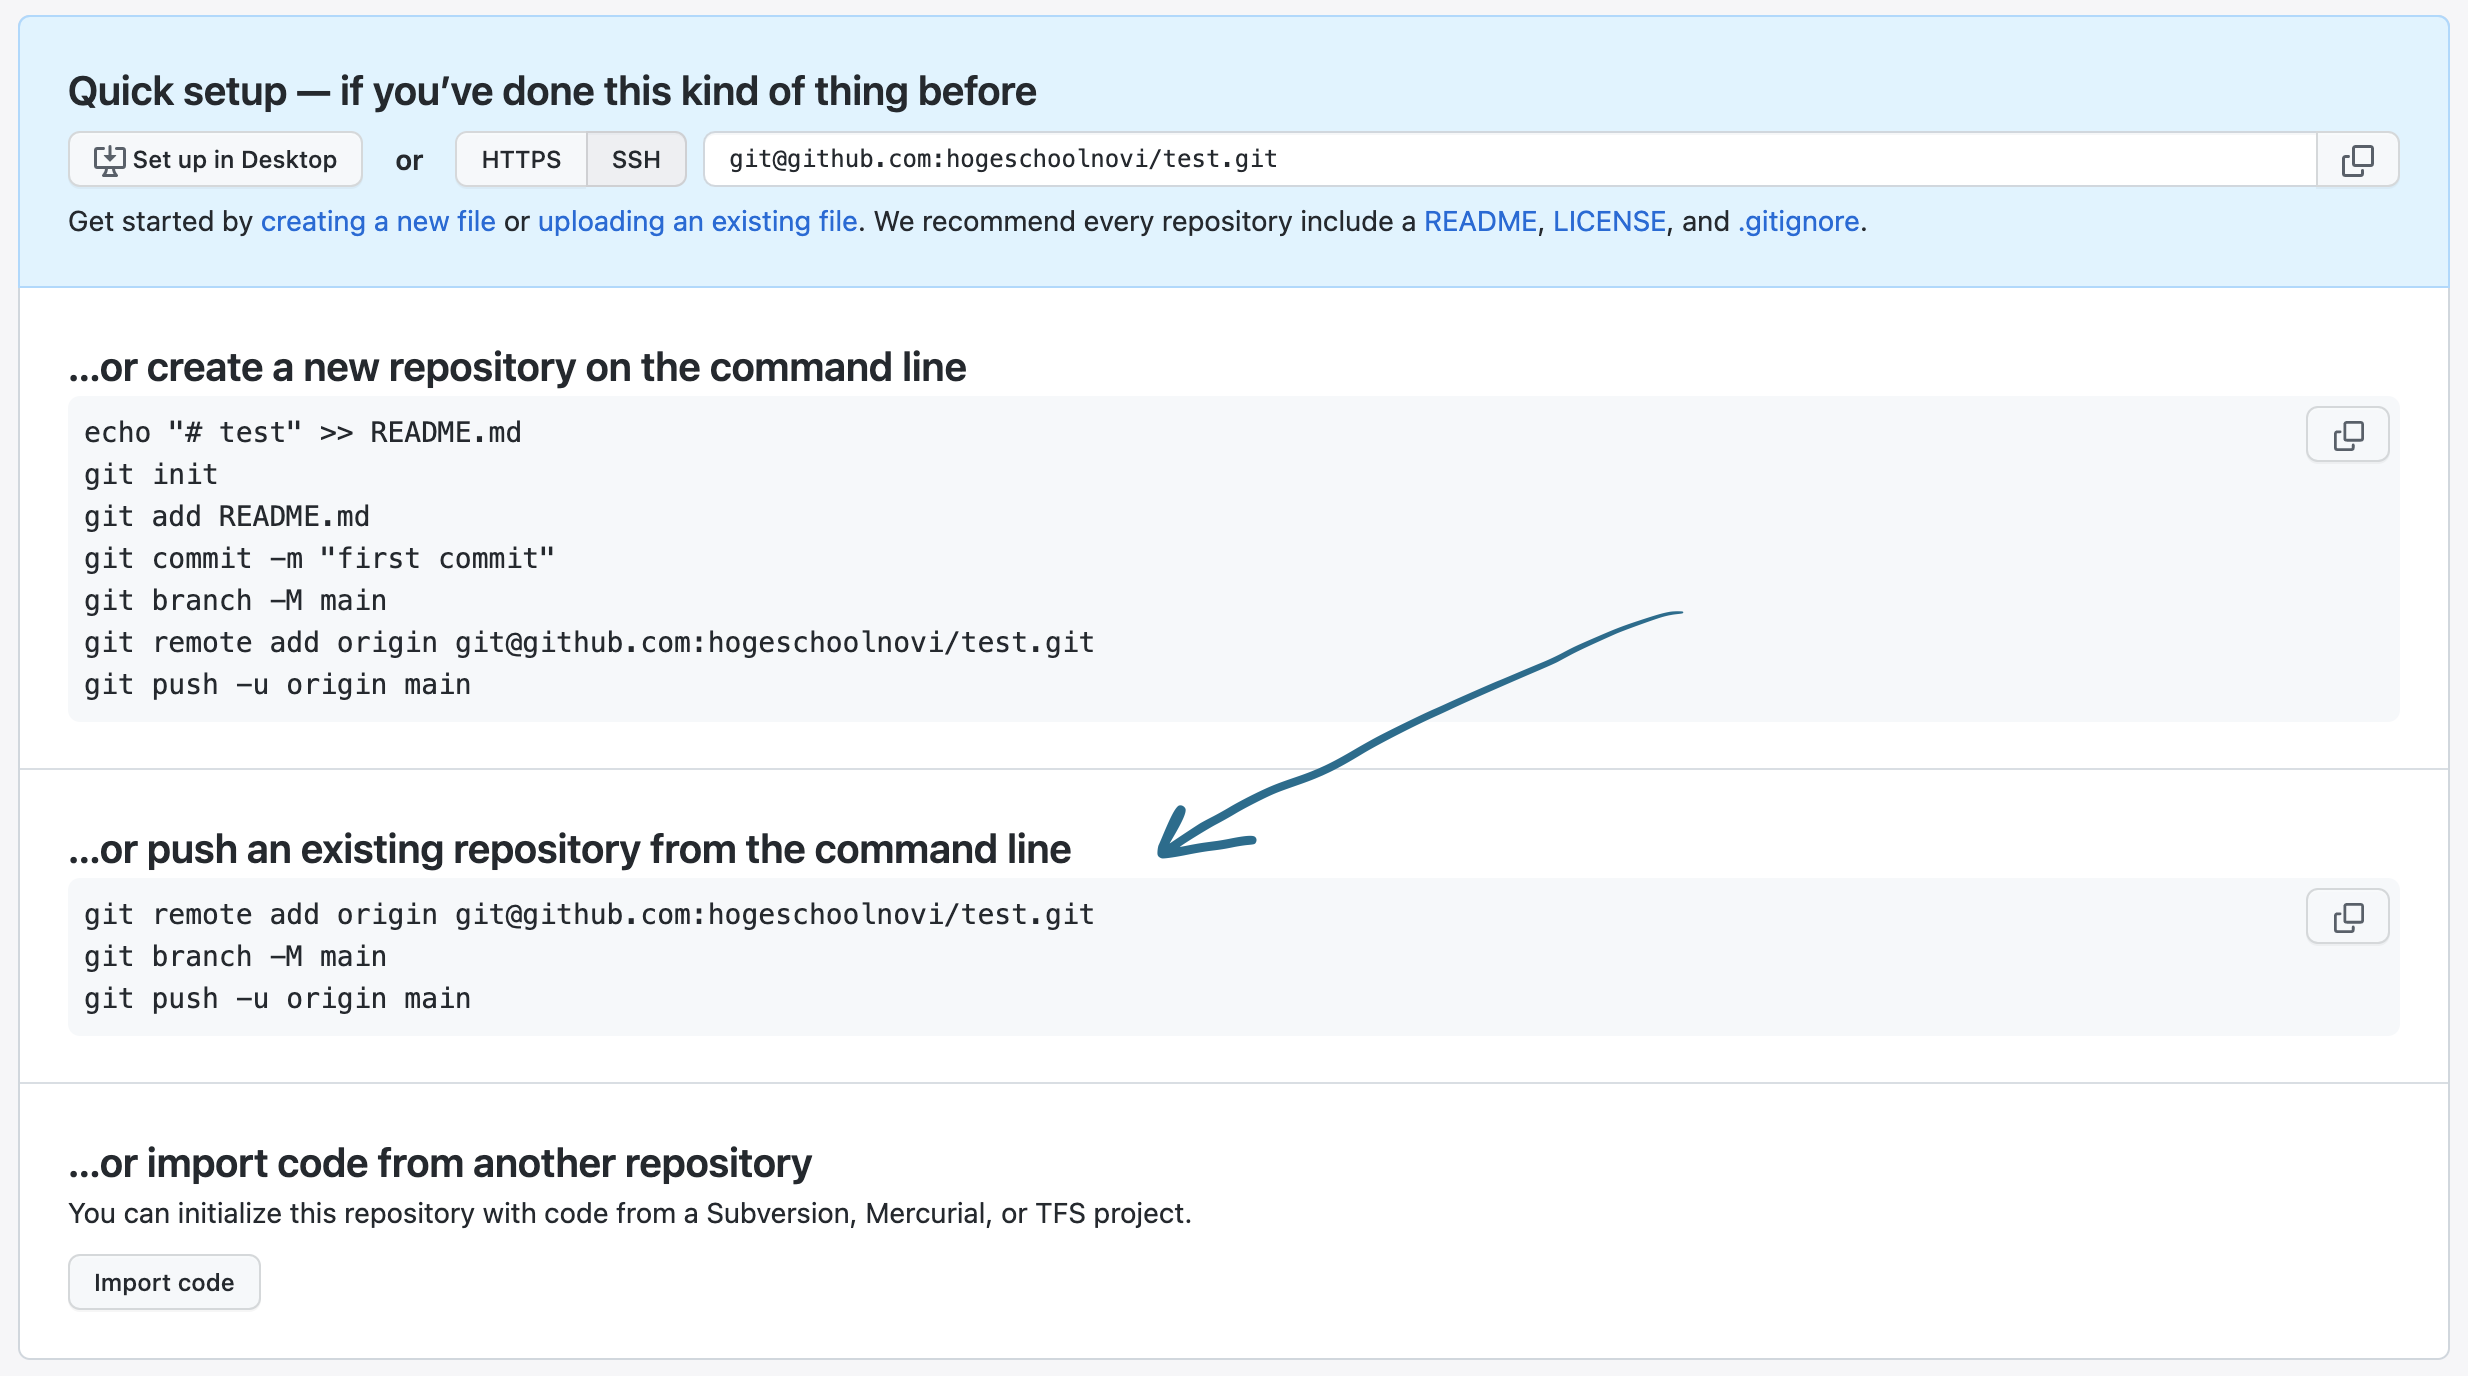 Quick setup — if you’ve done this kind of thing before
Set up in Desktop or HTTPS SSH git@github.com:hogeschoolnovi/test.git
Get started by creating a new file or uploading an existing file. We recommend every repository include a README, LICENSE, and .gitignore.
…or create a new repository on the command line
echo "# test" >> README.md
git init
git add README.md
git commit -m "first commit"
git branch -M main
git remote add origin git@github.com:hogeschoolnovi/test.git
git push -u origin main
…or push an existing repository from the command line
git remote add origin git@github.com:hogeschoolnovi/test.git
git branch -M main
git push -u origin main
…or import code from another repository
You can initialize this repository with code from a Subversion, Mercurial, or TFS project.
Import code